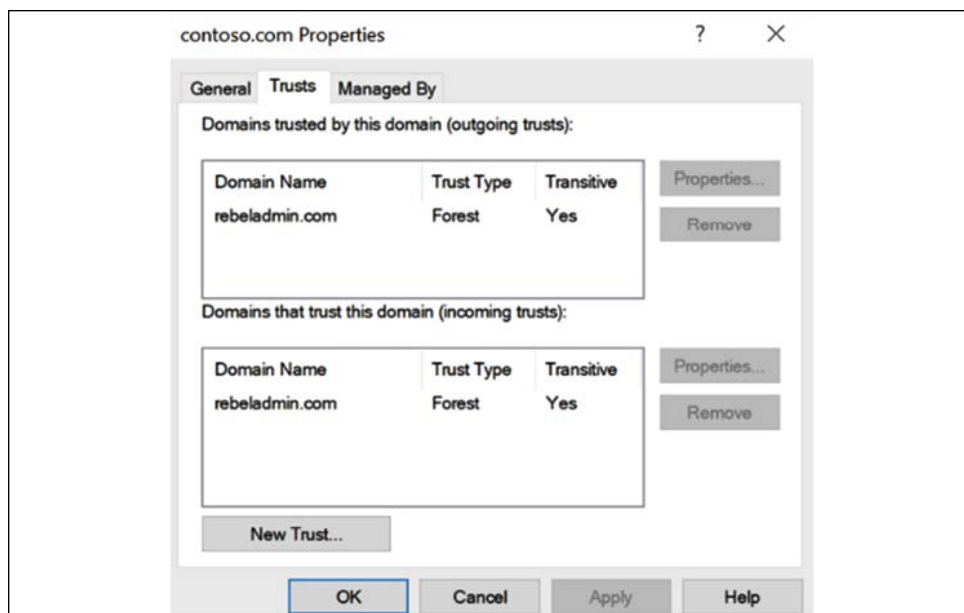 contoso.com Properties ? ×
General Trusts Managed By
Domains trusted by this domain (outgoing trusts):
Domain Name Trust Type Transitive Properties...
rebeladmin.com Forest Yes Remove
Domains that trust this domain (incoming trusts):
Domain Name Trust Type Transitive Properties...
rebeladmin.com Forest Yes Remove
New Trust...
OK Cancel Apply Help